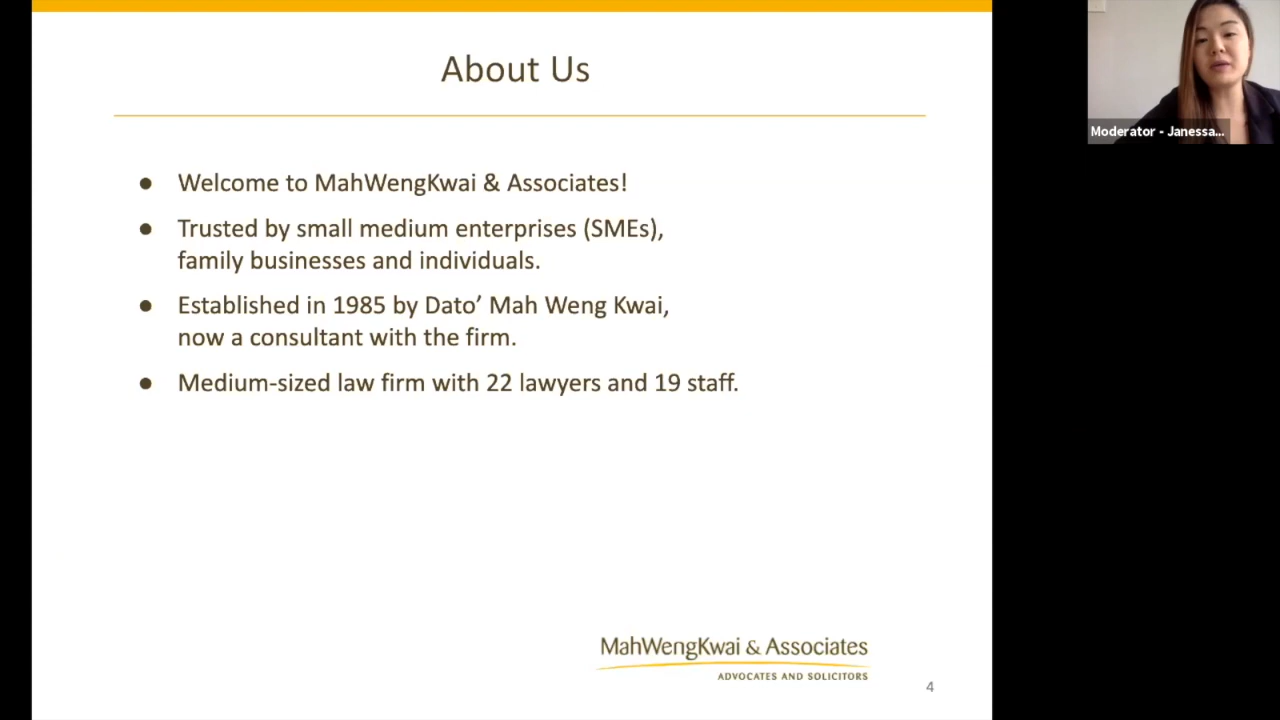 About Us
● Welcome to MahWengKwai & Associates!
● Trusted by small medium enterprises (SMEs),
family businesses and individuals.
● Established in 1985 by Dato’ Mah Weng Kwai,
now a consultant with the firm.
● Medium-sized law firm with 22 lawyers and 19 staff.
MahWengKwai & Associates
ADVOCATES AND SOLICITORS
4
Moderator - Janessa...